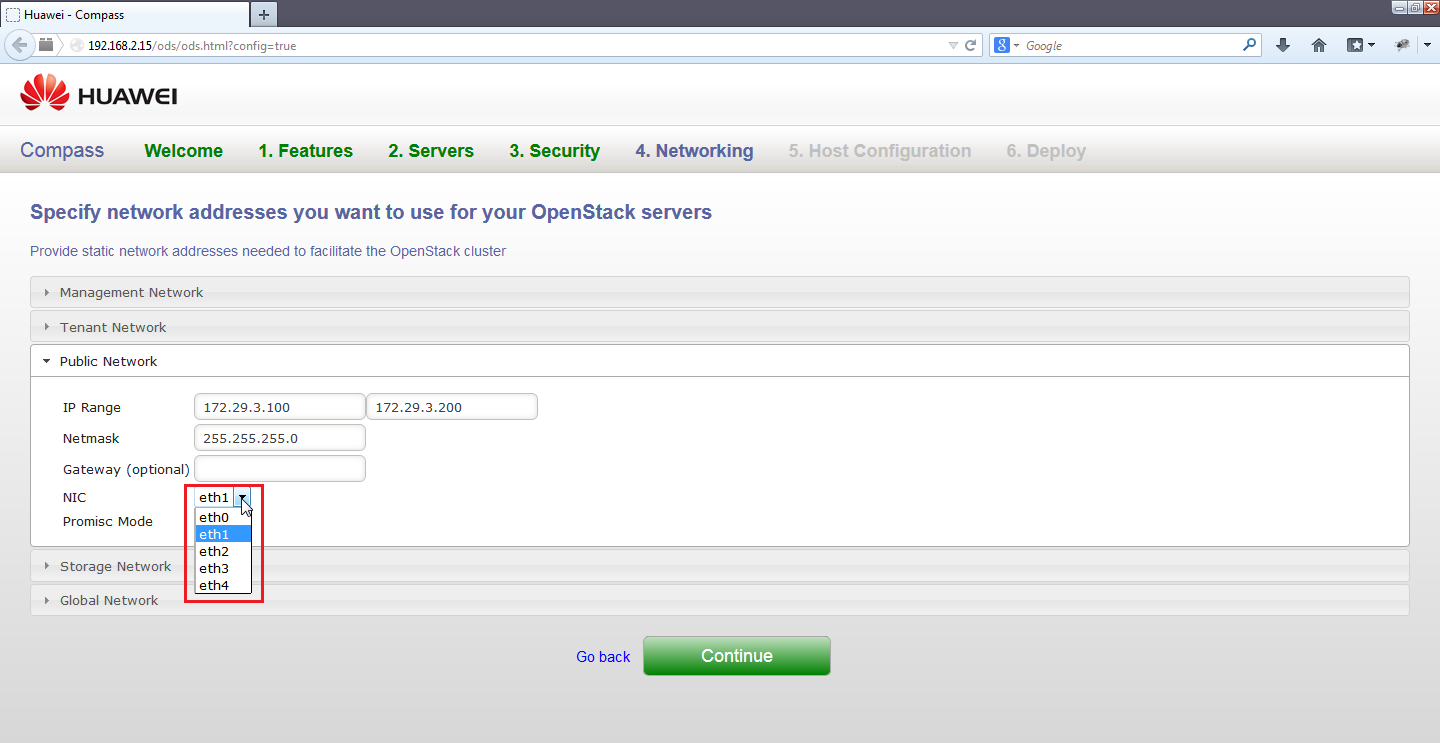 Huawei - Compass
192.168.2.15/ods/ods.html?config=true
8
Google
HUAWEI
Compass
Welcome
1. Features
2. Servers
3. Security
4. Networking
5. Host Configuration
6. Deploy
Specify network addresses you want to use for your OpenStack servers
Provide static network addresses needed to facilitate the OpenStack cluster
Management Network
Tenant Network
Public Network
IP Range 172.29.3.100 172.29.3.200
Netmask 255.255.255.0
Gateway (optional)
NIC eth1
eth0
Promisc Mode
eth1
eth2
Storage Network
eth3
eth4
Global Network
Go back Continue